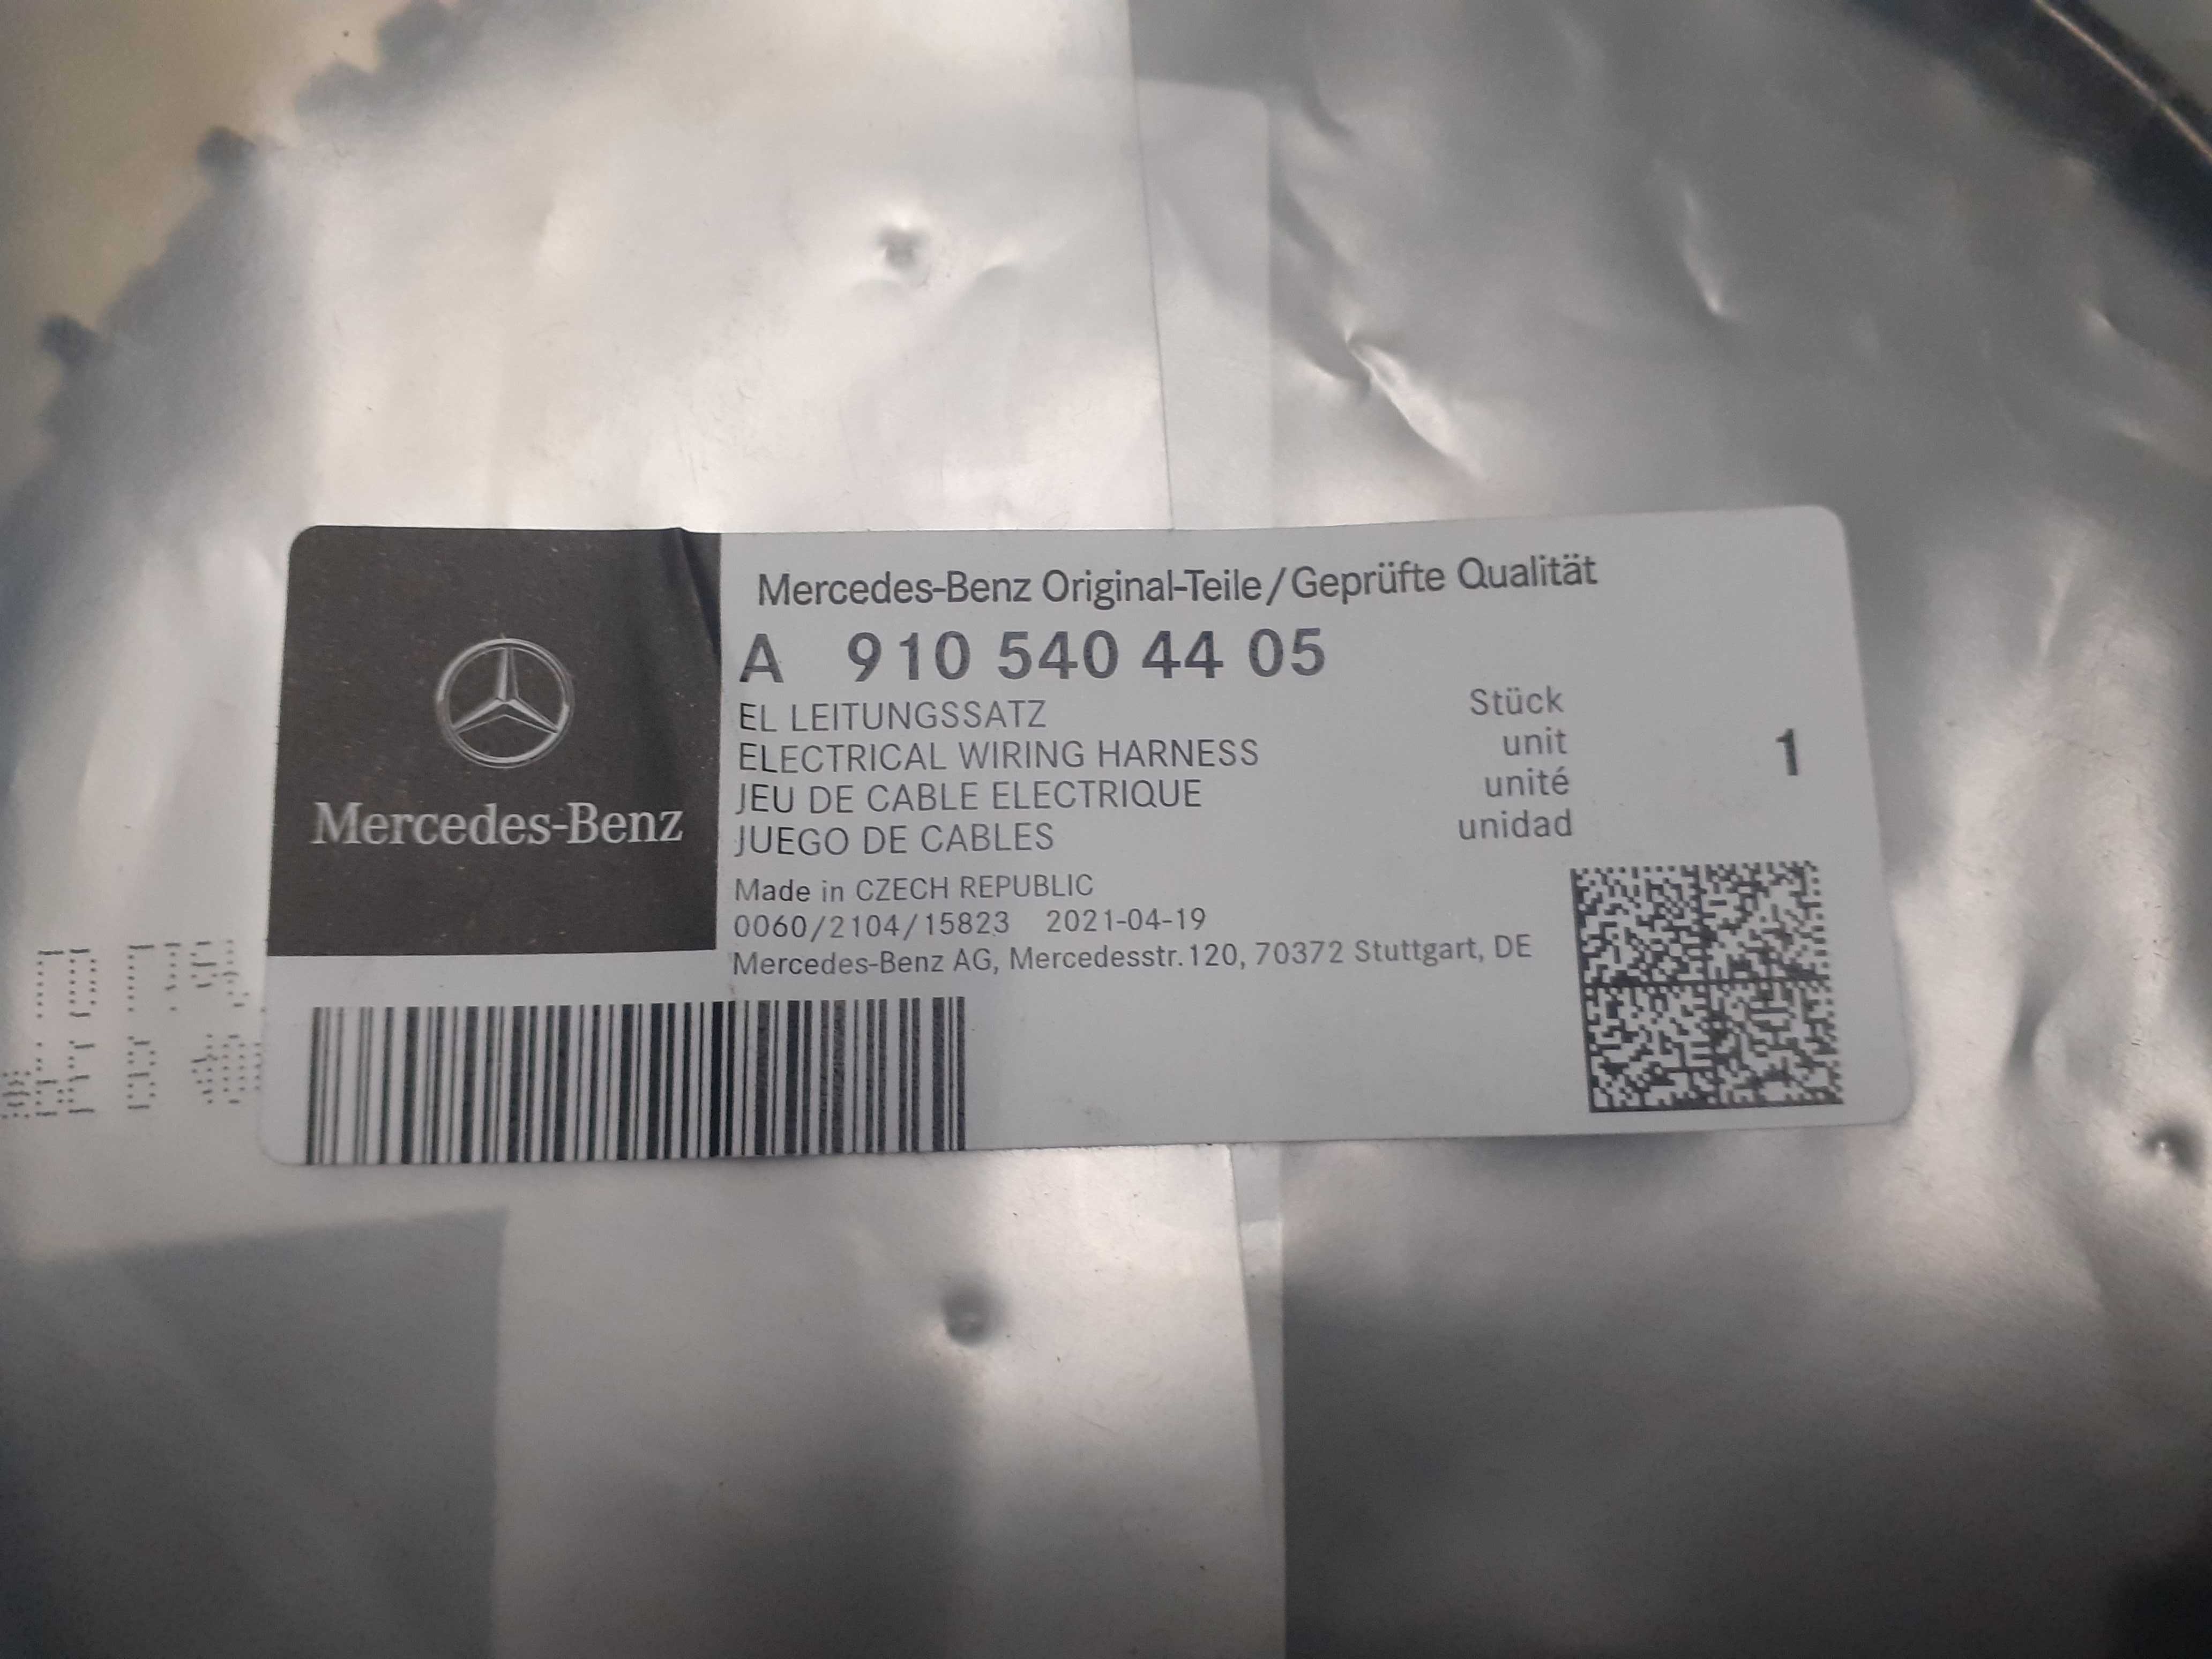 Mercedes-Benz
Mercedes-Benz Original-Teile/Geprüfte Qualität
A 910 540 44 05
EL LEITUNGSSATZ
ELECTRICAL WIRING HARNESS
JEU DE CABLE ELECTRIQUE
JUEGO DE CABLES
Stück
unit
unité
unidad
1
Made in CZECH REPUBLIC
0060/2104/15823 2021-04-19
Mercedes-Benz AG, Mercedesstr.120, 70372 Stuttgart, DE